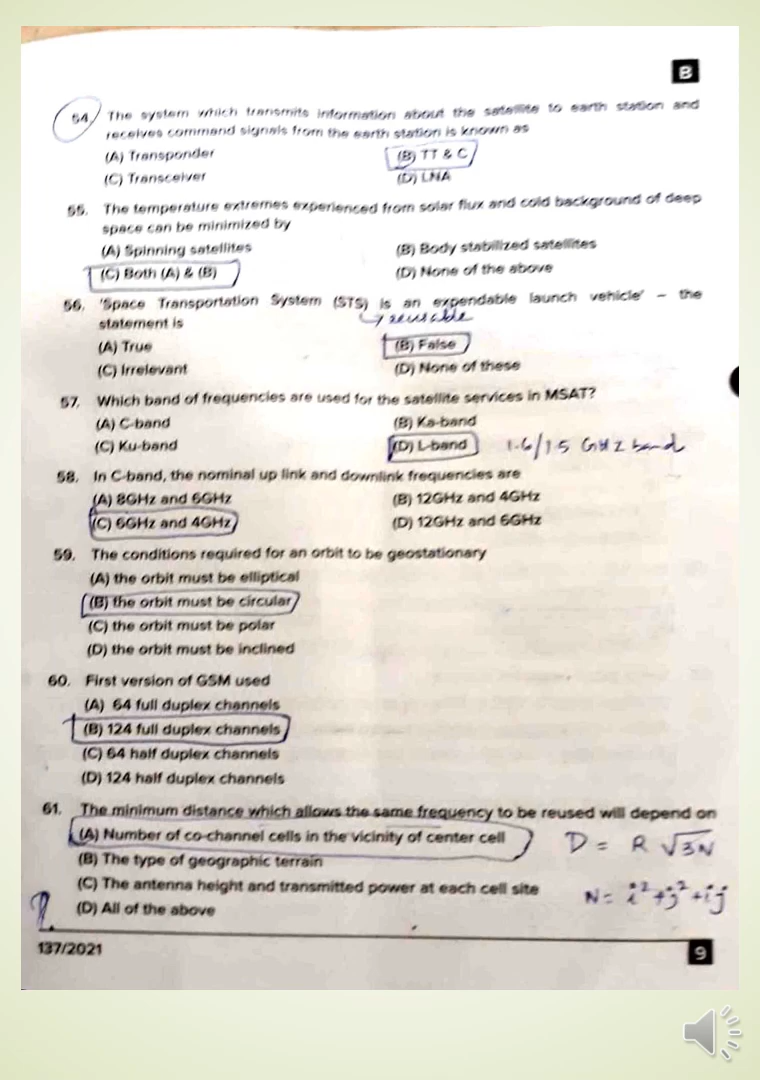 B
54. The system which transmits information about the satellite to earth station and
receives command signals from the earth station is known as
(A) Transponder (B) TT & C
(C) Transceiver (D) LNA
55. The temperature extremes experienced from solar flux and cold background of deep
space can be minimized by
(A) Spinning satellites (B) Body stabilized satellites
(C) Both (A) & (B) (D) None of the above
56. 'Space Transportation System (STS) is an expendable launch vehicle' – the
reusable
statement is
(A) True (B) False
(C) Irrelevant (D) None of these
57. Which band of frequencies are used for the satellite services in MSAT?
(A) C-band (B) Ka-band
(C) Ku-band (D) L-band 1.6/1.5 GHz band
58. In C-band, the nominal up link and downlink frequencies are
(A) 8GHz and 6GHz (B) 12GHz and 4GHz
(C) 6GHz and 4GHz (D) 12GHz and 6GHz
59. The conditions required for an orbit to be geostationary
(A) the orbit must be elliptical
(B) the orbit must be circular
(C) the orbit must be polar
(D) the orbit must be inclined
60. First version of GSM used
(A) 64 full duplex channels
(B) 124 full duplex channels
(C) 64 half duplex channels
(D) 124 half duplex channels
61. The minimum distance which allows the same frequency to be reused will depend on
(A) Number of co-channel cells in the vicinity of center cell D = R √3N
(B) The type of geographic terrain
(C) The antenna height and transmitted power at each cell site N = i²+j²+ij
(D) All of the above
137/2021 9